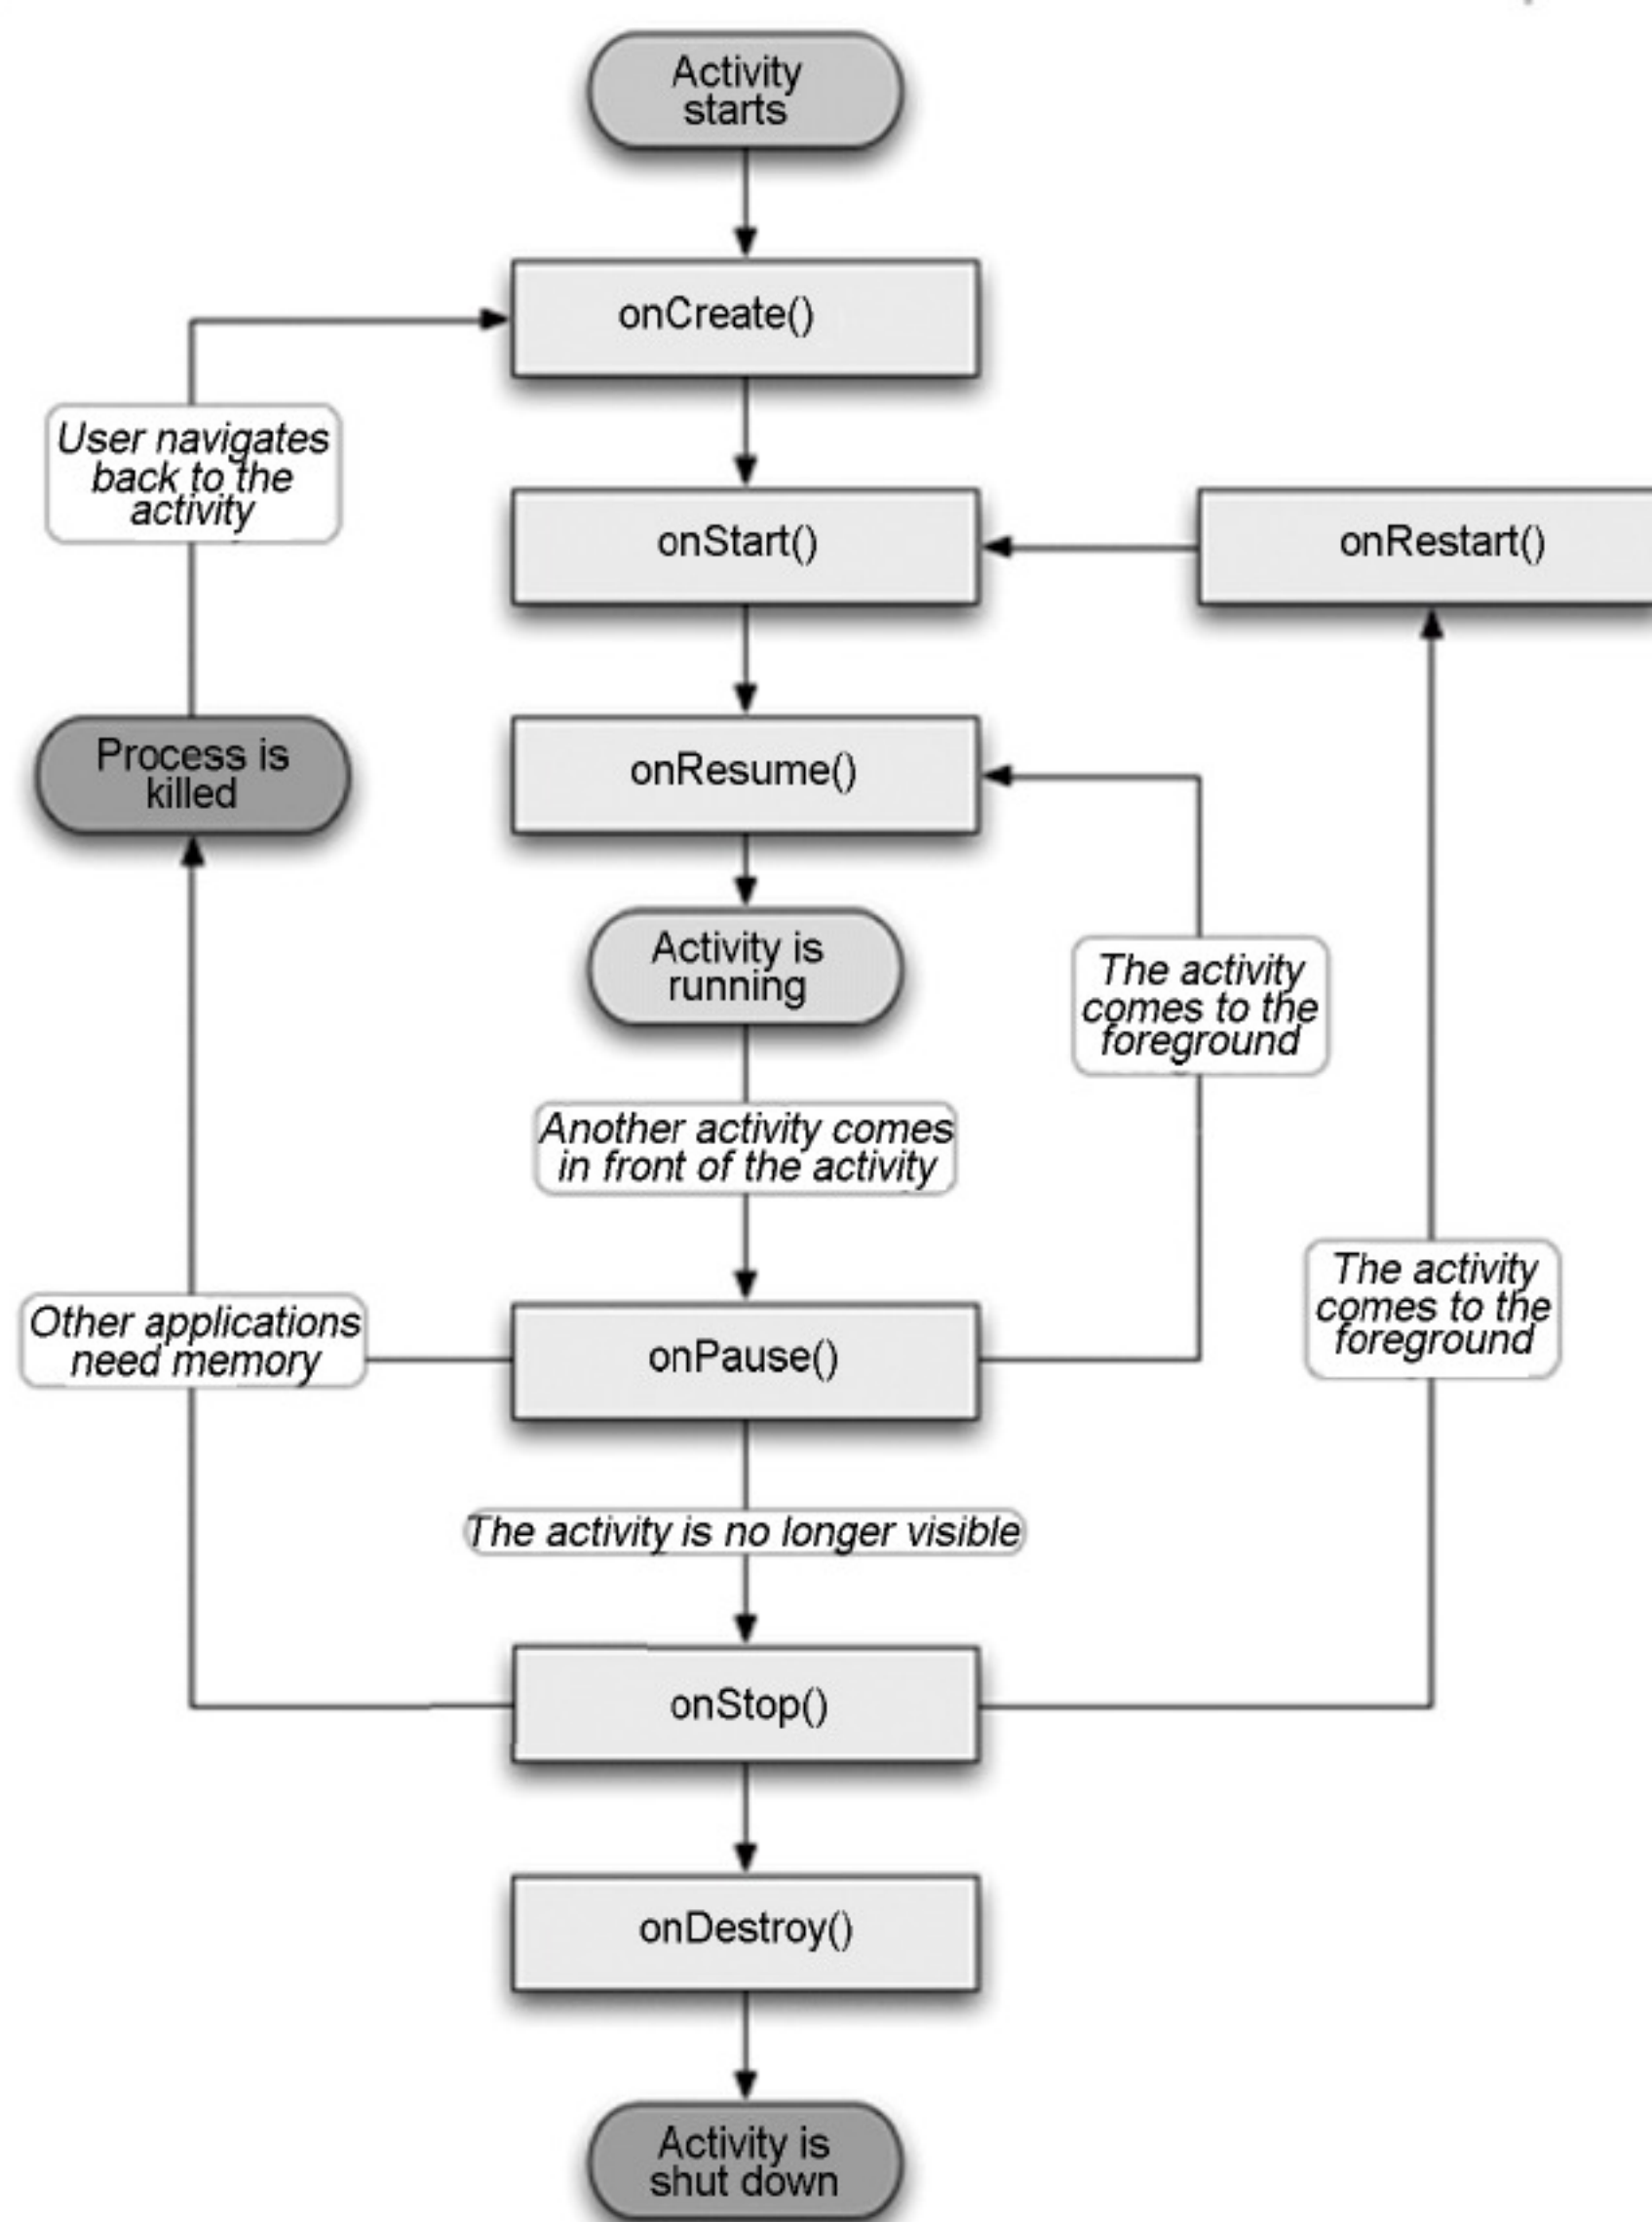 Activity
starts
onCreate()
User navigates
back to the
activity
onStart()
onRestart()
Process is
killed
onResume()
Activity is
running
The activity
comes to the
foreground
Another activity comes
in front of the activity
The activity
comes to the
foreground
Other applications
need memory
onPause()
The activity is no longer visible
onStop()
onDestroy()
Activity is
shut down